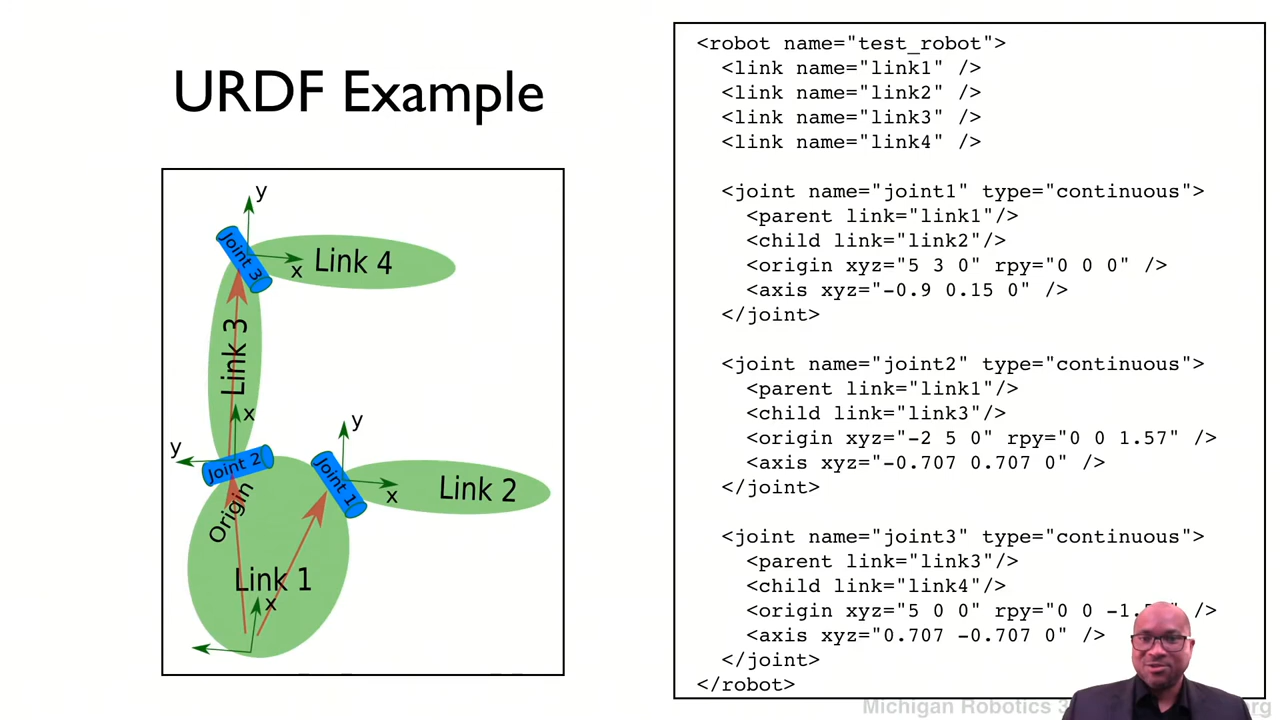 URDF Example
y
Joint 3
x
Link 4
Link 3
x
y
Joint 2
Origin
y
Joint 1
x
Link 2
Link 1
x
<robot name="test_robot">
<link name="link1" />
<link name="link2" />
<link name="link3" />
<link name="link4" />
<joint name="joint1" type="continuous">
<parent link="link1"/>
<child link="link2"/>
<origin xyz="5 3 0" rpy="0 0 0" />
<axis xyz="-0.9 0.15 0" />
</joint>
<joint name="joint2" type="continuous">
<parent link="link1"/>
<child link="link3"/>
<origin xyz="-2 5 0" rpy="0 0 1.57" />
<axis xyz="-0.707 0.707 0" />
</joint>
<joint name="joint3" type="continuous">
<parent link="link3"/>
<child link="link4"/>
<origin xyz="5 0 0" rpy="0 0 " />
<axis xyz="0.707 -0.707 0" />
</joint>
</robot>
Michigan Robotics